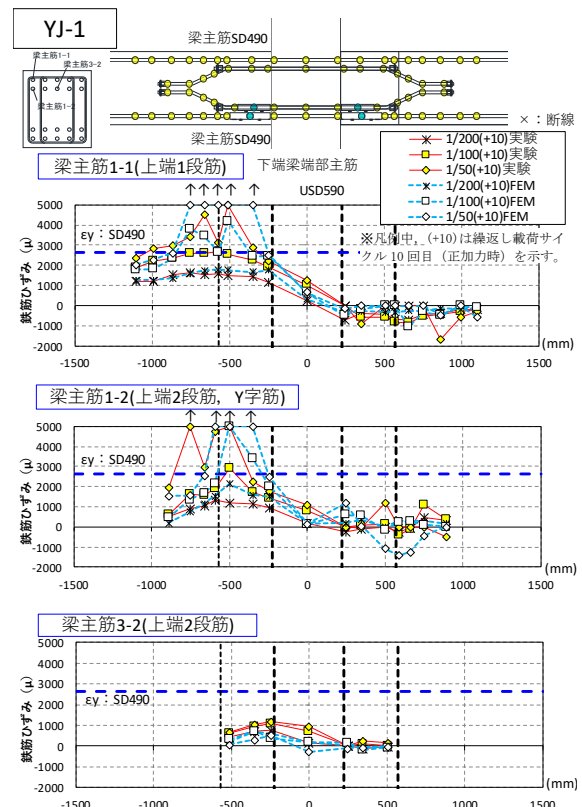 YJ-1
梁主筋SD490
梁主筋1-1
梁主筋3-2
梁主筋1-2
梁主筋SD490
×：断線
梁主筋1-1(上端1段筋)
下端梁端部主筋
USD590
1/200(+10)実験
1/100(+10)実験
1/50(+10)実験
1/200(+10)FEM
1/100(+10)FEM
1/50(+10)FEM
※凡例中，(+10)は繰返し載荷サイ
クル 10 回目（正加力時）を示す。
εy：SD490
鉄筋ひずみ（μ）
5000
4000
3000
2000
1000
0
-1000
-2000
-1500 -1000 -500 0 500 1000 1500
(mm)
梁主筋1-2(上端2段筋，Y字筋)
εy：SD490
鉄筋ひずみ（μ）
5000
4000
3000
2000
1000
0
-1000
-2000
(mm)
-1500 -1000 -500 0 500 1000 1500
梁主筋3-2(上端2段筋)
εy：SD490
鉄筋ひずみ（μ）
5000
4000
3000
2000
1000
0
-1000
-2000
(mm)
-1500 -1000 -500 0 500 1000 1500